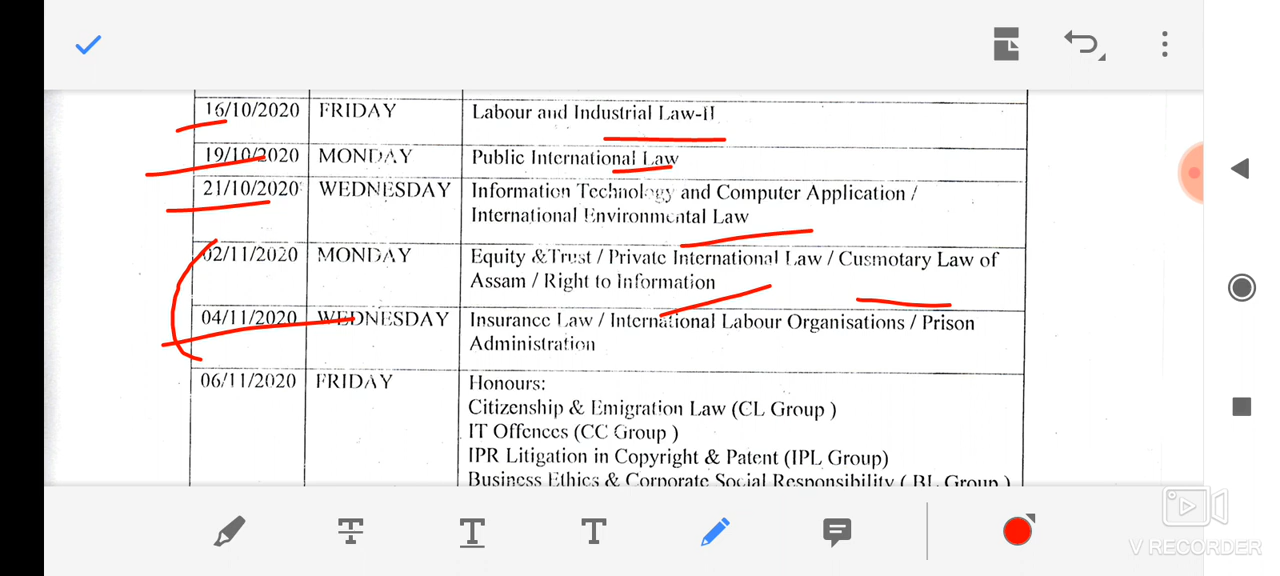 16/10/2020 FRIDAY Labour and Industrial Law-II
19/10/2020 MONDAY Public International Law
21/10/2020 WEDNESDAY Information Technology and Computer Application /
International Environmental Law
02/11/2020 MONDAY Equity &Trust / Private International Law / Cusmotary Law of
Assam / Right to Information
04/11/2020 WEDNESDAY Insurance Law / International Labour Organisations / Prison
Administration
06/11/2020 FRIDAY Honours:
Citizenship & Emigration Law (CL Group )
IT Offences (CC Group )
IPR Litigation in Copyright & Patent (IPL Group)
Business Ethics & Corporate Social Responsibility ( BL Group )
T T T
V RECORDER